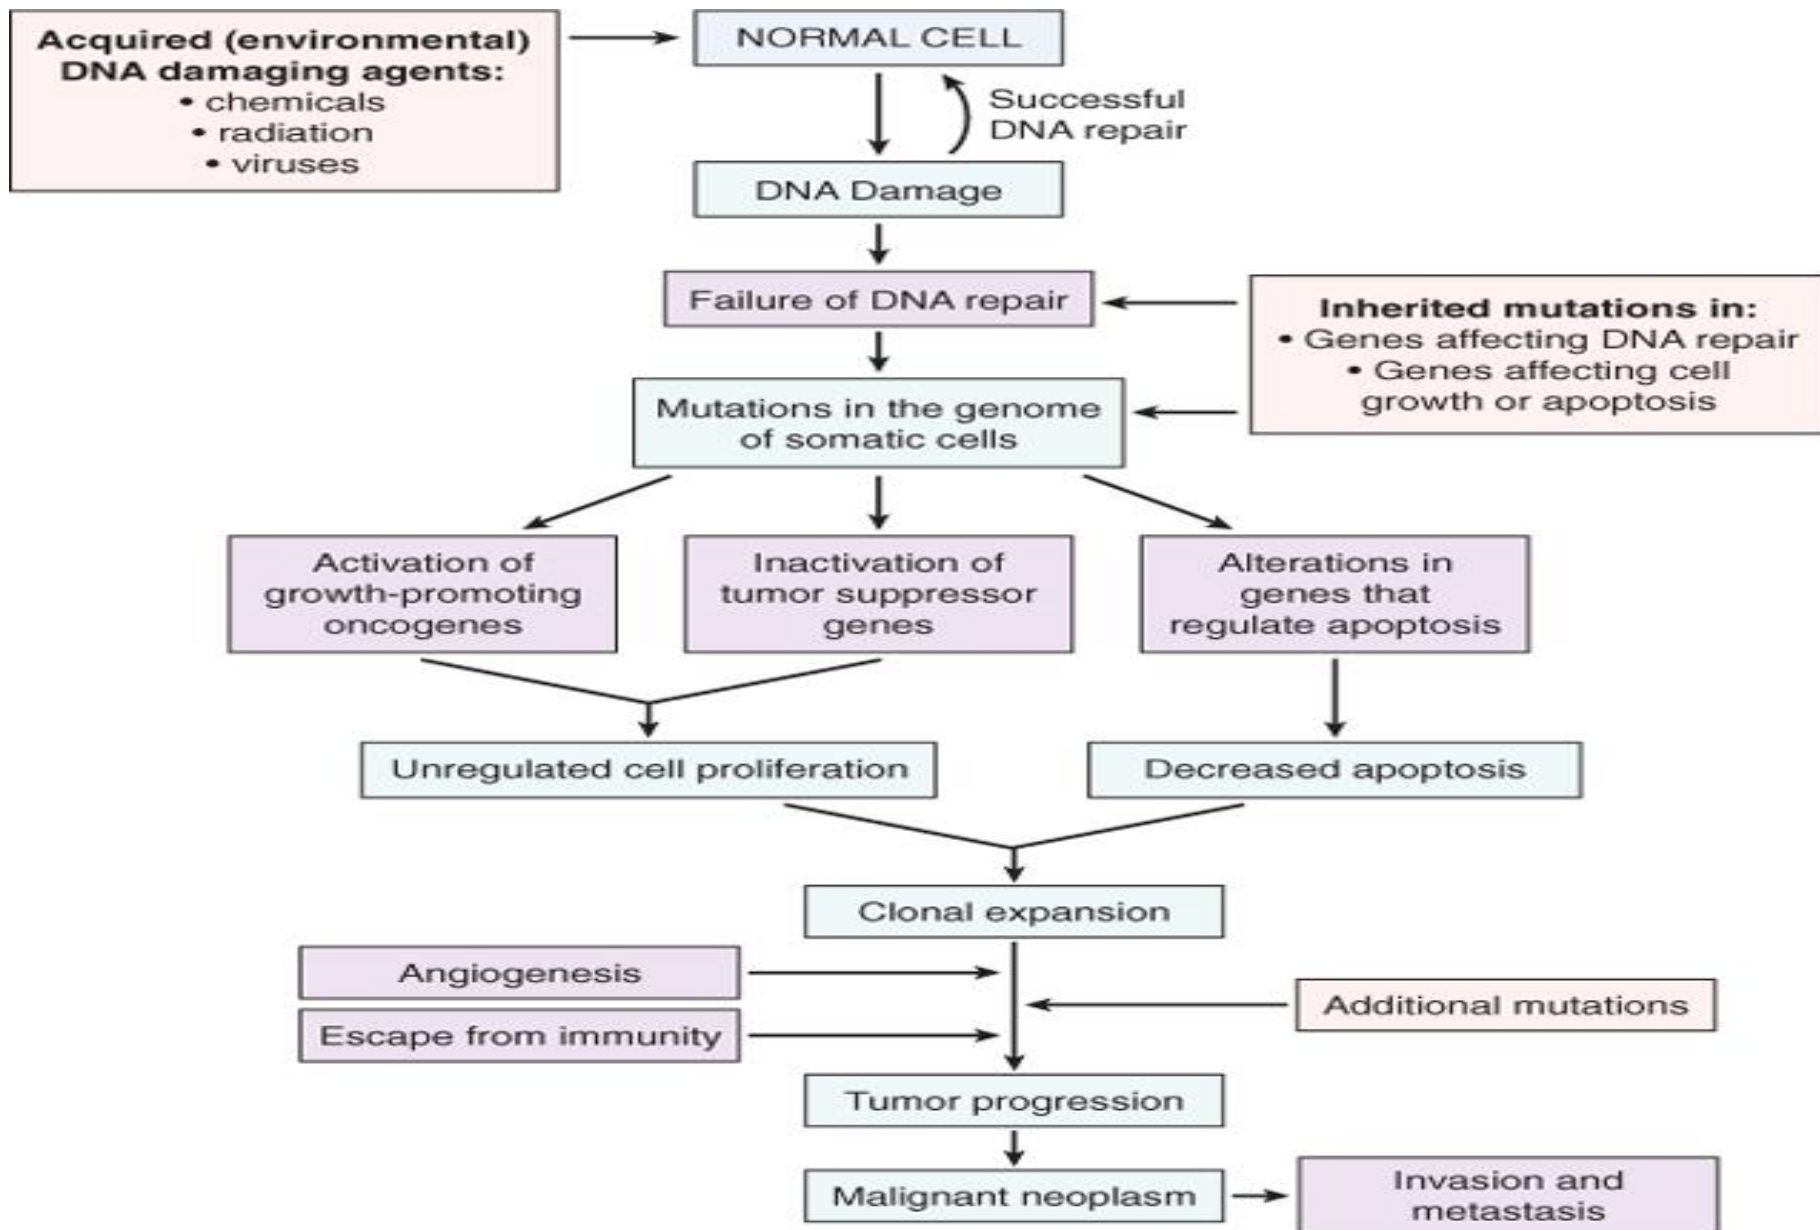 Acquired (environmental)
DNA damaging agents:
• chemicals
• radiation
• viruses
NORMAL CELL
Successful
DNA repair
DNA Damage
Failure of DNA repair
Inherited mutations in:
• Genes affecting DNA repair
• Genes affecting cell
growth or apoptosis
Mutations in the genome
of somatic cells
Activation of
growth-promoting
oncogenes
Inactivation of
tumor suppressor
genes
Alterations in
genes that
regulate apoptosis
Unregulated cell proliferation
Decreased apoptosis
Clonal expansion
Angiogenesis
Escape from immunity
Additional mutations
Tumor progression
Malignant neoplasm
Invasion and
metastasis